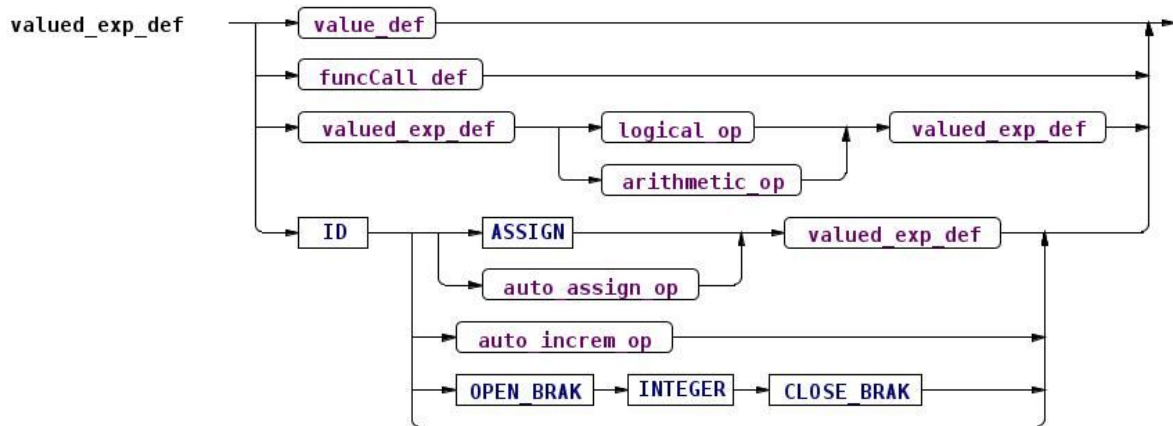 valued_exp_def value_def
funcCall_def
valued_exp_def logical_op valued_exp_def
arithmetic_op
ID ASSIGN valued_exp_def
auto_assign_op
auto_increm_op
OPEN_BRAK INTEGER CLOSE_BRAK